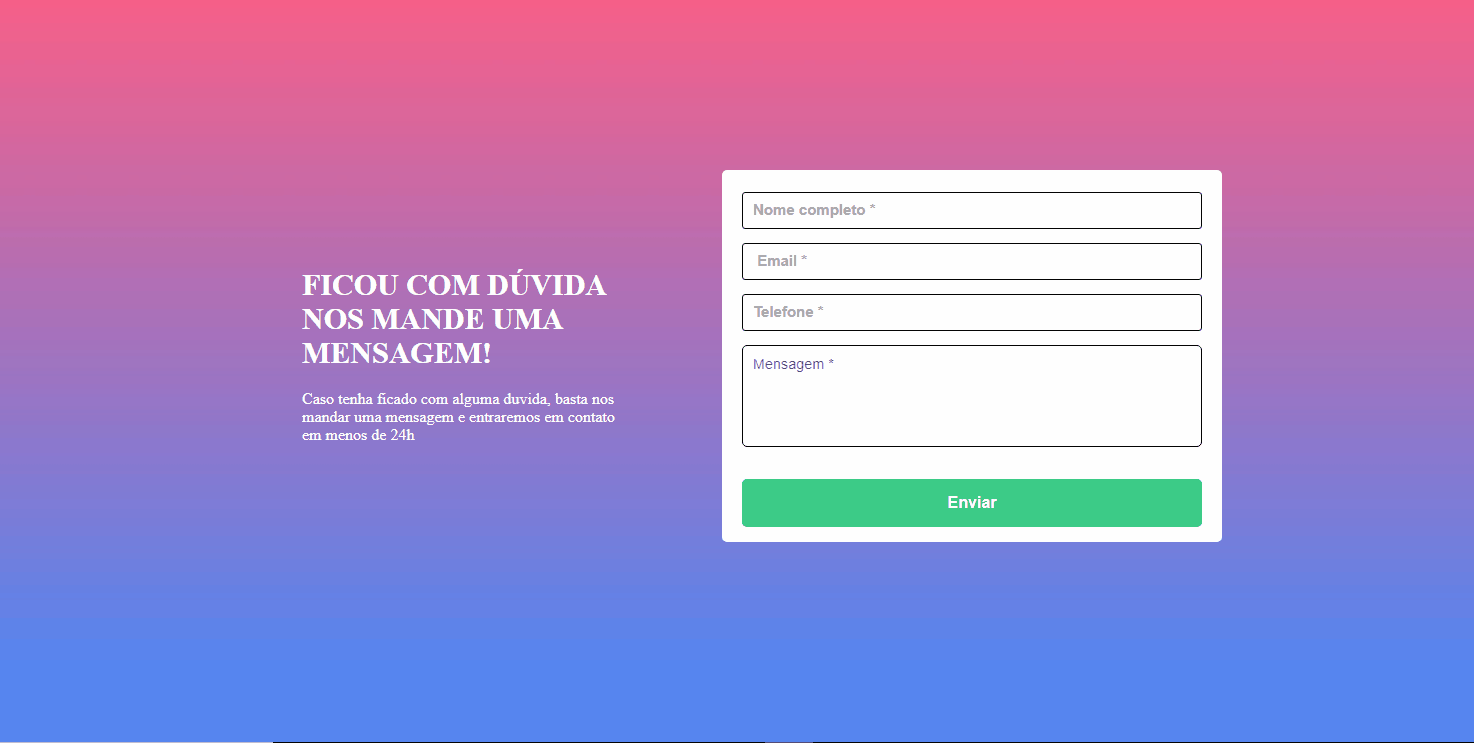 FICOU COM DÚVIDA
NOS MANDE UMA
MENSAGEM!
Caso tenha ficado com alguma duvida, basta nos
mandar uma mensagem e entraremos em contato
em menos de 24h
Nome completo *
Email *
Telefone *
Mensagem *
Enviar